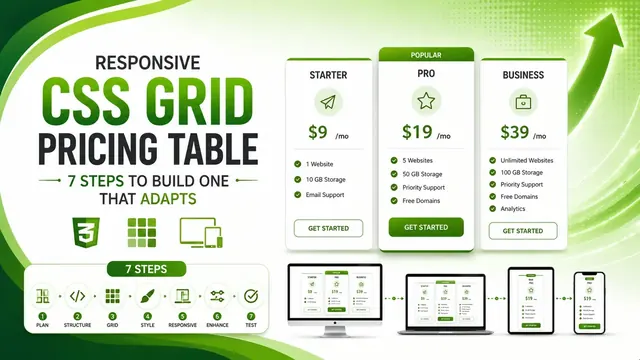 RESPONSIVE
CSS GRID
PRICING TABLE
7 STEPS TO BUILD ONE
THAT ADAPTS
3
7 STEPS
1 PLAN
2 STRUCTURE
3 GRID
4 STYLE
5 RESPONSIVE
6 ENHANCE
7 TEST
STARTER
$9 /mo
1 Website
10 GB Storage
Email Support
GET STARTED
POPULAR
PRO
$19 /mo
5 Websites
50 GB Storage
Priority Support
Free Domains
GET STARTED
BUSINESS
$39 /mo
Unlimited Websites
100 GB Storage
Priority Support
Free Domains
Analytics
GET STARTED